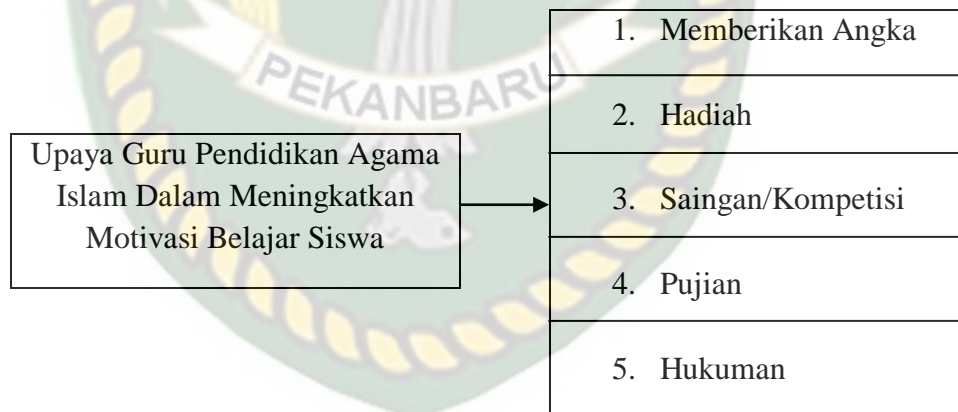 PEKANBARU
Upaya Guru Pendidikan Agama
Islam Dalam Meningkatkan
Motivasi Belajar Siswa
1. Memberikan Angka
2. Hadiah
3. Saingan/Kompetisi
4. Pujian
5. Hukuman